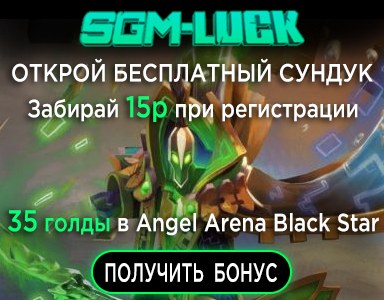 SGM-LUCK
ОТКРОЙ БЕСПЛАТНЫЙ СУНДУК
Забирай 15р при регистрации
35 голды в Angel Arena Black Star
ПОЛУЧИТЬ БОНУС